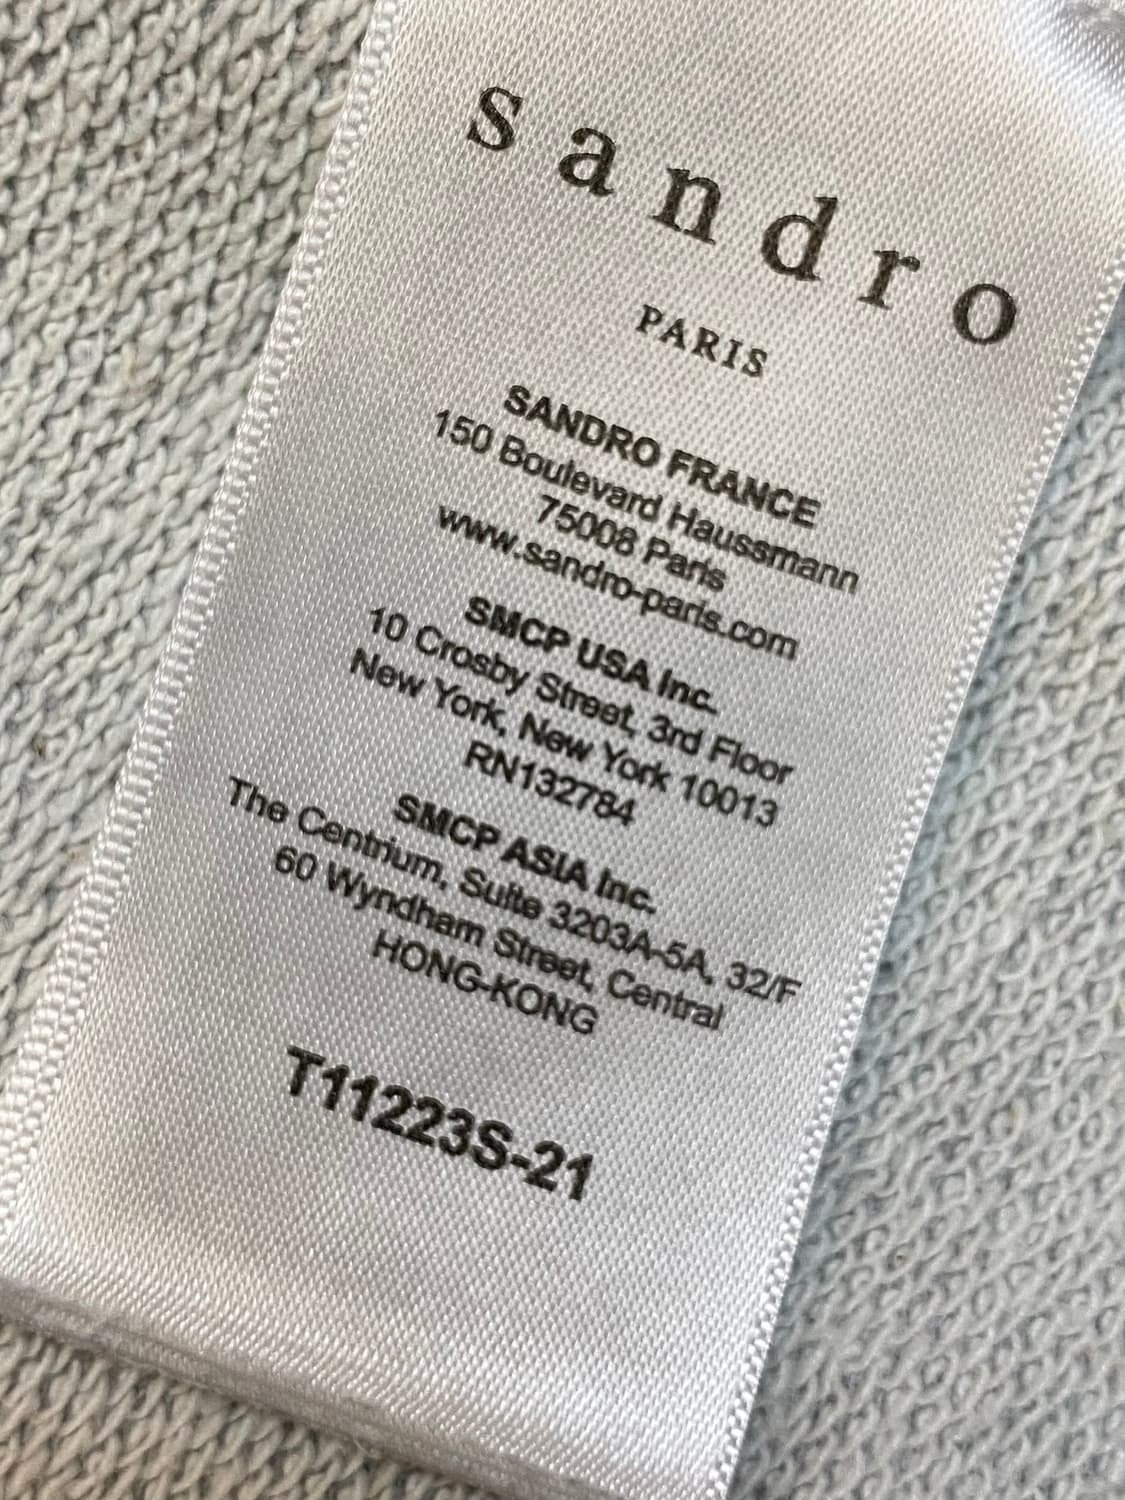 sandro
PARIS
SANDRO FRANCE
150 Boulevard Haussmann
75008 Paris
www.sandro-paris.com
SMCP USA Inc.
10 Crosby Street, 3rd Floor
New York, New York 10013
RN132784
SMCP ASIA Inc.
The Centrium, Suite 3203A-5A, 32/F
60 Wyndham Street, Central
HONG-KONG
T11223S-21